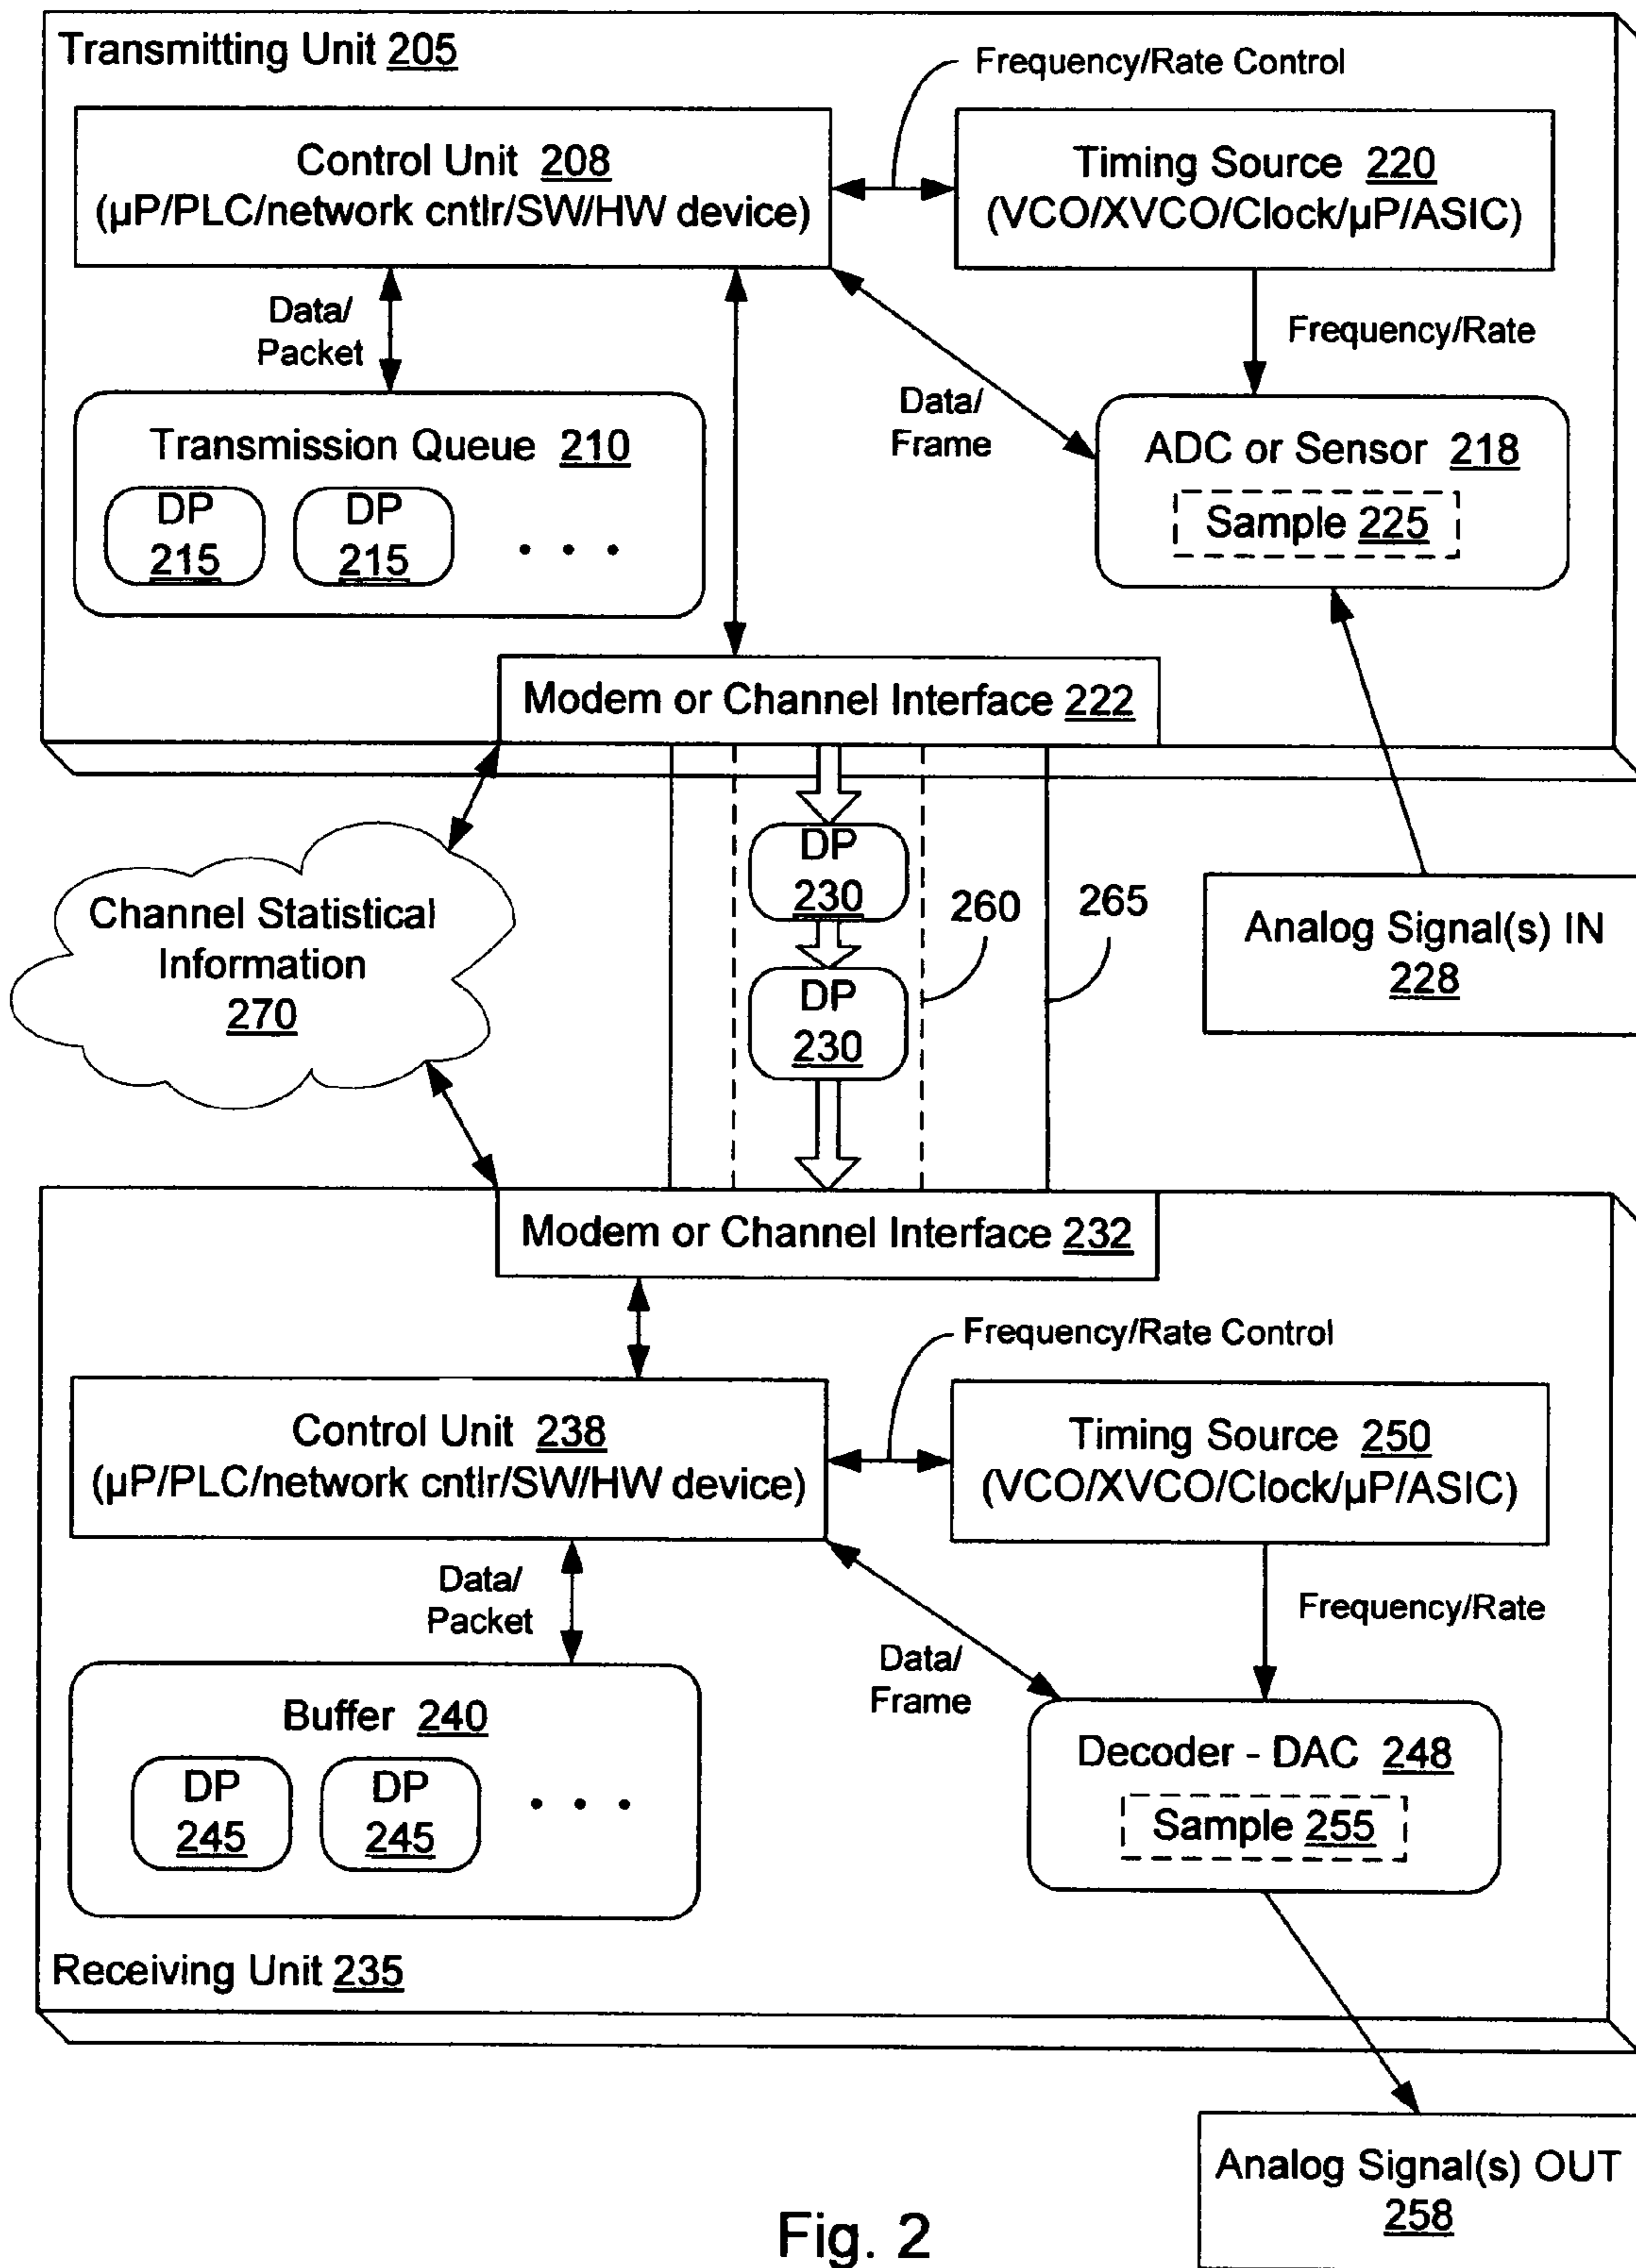 Transmitting Unit 205
Frequency/Rate Control
Control Unit 208
(µP/PLC/network cntlr/SW/HW device)
Timing Source 220
(VCO/XVCO/Clock/µP/ASIC)
Data/
Packet
Frequency/Rate
Data/
Frame
Transmission Queue 210
DP
215
DP
215
. . .
ADC or Sensor 218
Sample 225
Modem or Channel Interface 222
DP
230
DP
230
260
265
Channel Statistical
Information
270
Analog Signal(s) IN
228
Modem or Channel Interface 232
Frequency/Rate Control
Control Unit 238
(µP/PLC/network cntlr/SW/HW device)
Timing Source 250
(VCO/XVCO/Clock/µP/ASIC)
Data/
Packet
Frequency/Rate
Data/
Frame
Buffer 240
DP
245
DP
245
. . .
Decoder - DAC 248
Sample 255
Receiving Unit 235
Analog Signal(s) OUT
258
Fig. 2